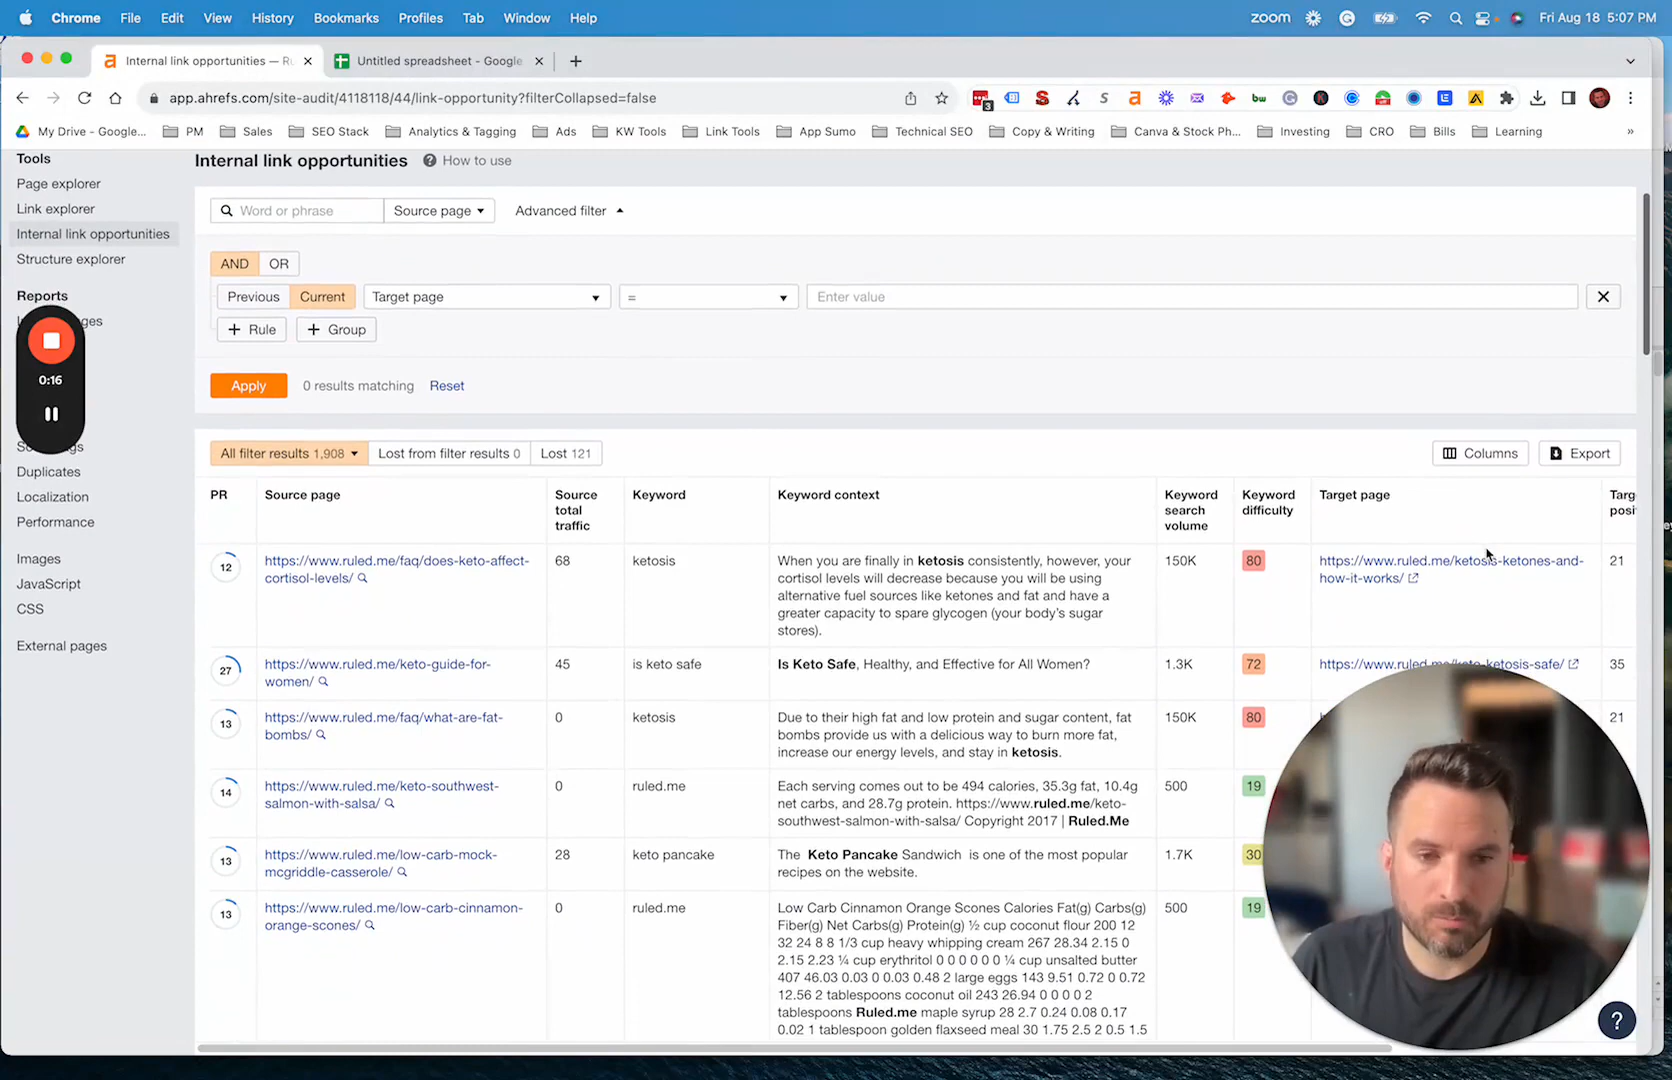 Chrome File Edit View History Bookmarks Profiles Tab Window Help zoom Fri Aug 18 5:07 PM
Internal link opportunities — Ru Untitled spreadsheet - Google
app.ahrefs.com/site-audit/4118118/44/link-opportunity?filterCollapsed=false
My Drive - Google... PM Sales SEO Stack Analytics & Tagging Ads KW Tools Link Tools App Sumo Technical SEO Copy & Writing Canva & Stock Ph... Investing CRO Bills Learning »
Tools
Page explorer
Link explorer
Internal link opportunities
Structure explorer
Reports
0:16
Duplicates
Localization
Performance
Images
JavaScript
CSS
External pages
Internal link opportunities ? How to use
Word or phrase Source page Advanced filter
AND OR
Previous Current Target page = Enter value
+ Rule + Group
Apply 0 results matching Reset
All filter results 1,908 Lost from filter results 0 Lost 121 Columns Export
PR Source page Source total traffic Keyword Keyword context Keyword search volume Keyword difficulty Target page
12 https://www.ruled.me/faq/does-keto-affect- 68 ketosis When you are finally in ketosis consistently, however, your 150K 80 https://www.ruled.me/ketosis-ketones-and- 21
cortisol-levels/ cortisol levels will decrease because you will be using how-it-works/
alternative fuel sources like ketones and fat and have a
greater capacity to spare glycogen (your body's sugar
stores).
27 https://www.ruled.me/keto-guide-for- 45 is keto safe Is Keto Safe, Healthy, and Effective for All Women? 1.3K 72 https://www.ruled.me/keto-ketosis-safe/ 35
women/
13 https://www.ruled.me/faq/what-are-fat- 0 ketosis Due to their high fat and low protein and sugar content, fat 150K 80 21
bombs/ bombs provide us with a delicious way to burn more fat,
increase our energy levels, and stay in ketosis.
14 https://www.ruled.me/keto-southwest- 0 ruled.me Each serving comes out to be 494 calories, 35.3g fat, 10.4g 500 19
salmon-with-salsa/ net carbs, and 28.7g protein. https://www.ruled.me/keto-
southwest-salmon-with-salsa/ Copyright 2017 | Ruled.Me
13 https://www.ruled.me/low-carb-mock- 28 keto pancake The Keto Pancake Sandwich is one of the most popular 1.7K 30
mcgriddle-casserole/ recipes on the website.
13 https://www.ruled.me/low-carb-cinnamon- 0 ruled.me Low Carb Cinnamon Orange Scones Calories Fat(g) Carbs(g) 500 19
orange-scones/ Fiber(g) Net Carbs(g) Protein(g) ½ cup coconut flour 200 12
32 24 8 8 1/3 cup heavy whipping cream 267 28.34 2.15 0
2.15 2.23 ¼ cup erythritol 0 0 0 0 0 0 ¼ cup unsalted butter
407 46.03 0.03 0 0.03 0.48 2 large eggs 143 9.51 0.72 0 0.72
12.56 2 tablespoons coconut oil 243 26.94 0 0 0 0 2
tablespoons Ruled.me maple syrup 28 2.7 0.24 0.08 0.17
0.02 1 tablespoon golden flaxseed meal 30 1.75 2.5 2 0.5 1.5
?